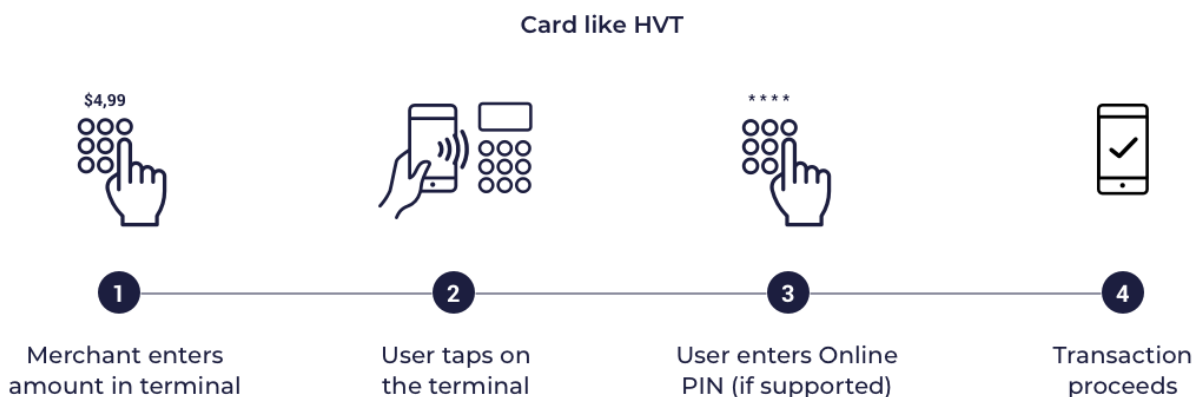 Card like HVT
$4,99
* * * *
1
2
3
4
Merchant enters
amount in terminal
User taps on
the terminal
User enters Online
PIN (if supported)
Transaction
proceeds